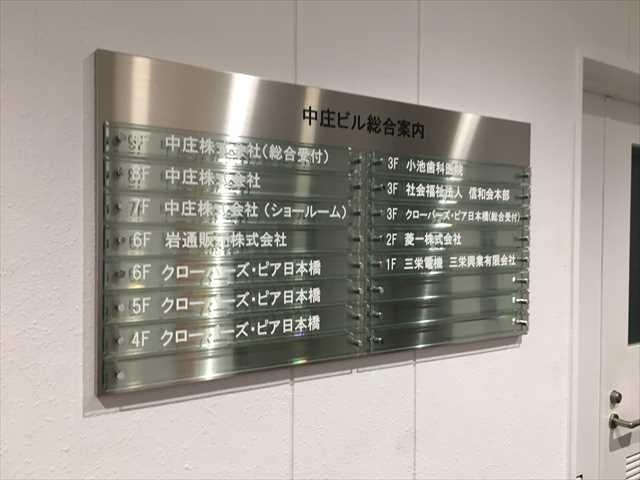 中庄ビル総合案内
9F 中庄株式会社(総合受付)
8F 中庄株式会社
7F 中庄株式会社(ショールーム)
6F 岩通販売株式会社
6F クローバーズ・ピア日本橋
5F クローバーズ・ピア日本橋
4F クローバーズ・ピア日本橋
3F 小池歯科医院
3F 社会福祉法人 信和会本部
3F クローバーズ・ピア日本橋(総合受付)
2F 菱一株式会社
1F 三栄電機 三栄興業有限会社